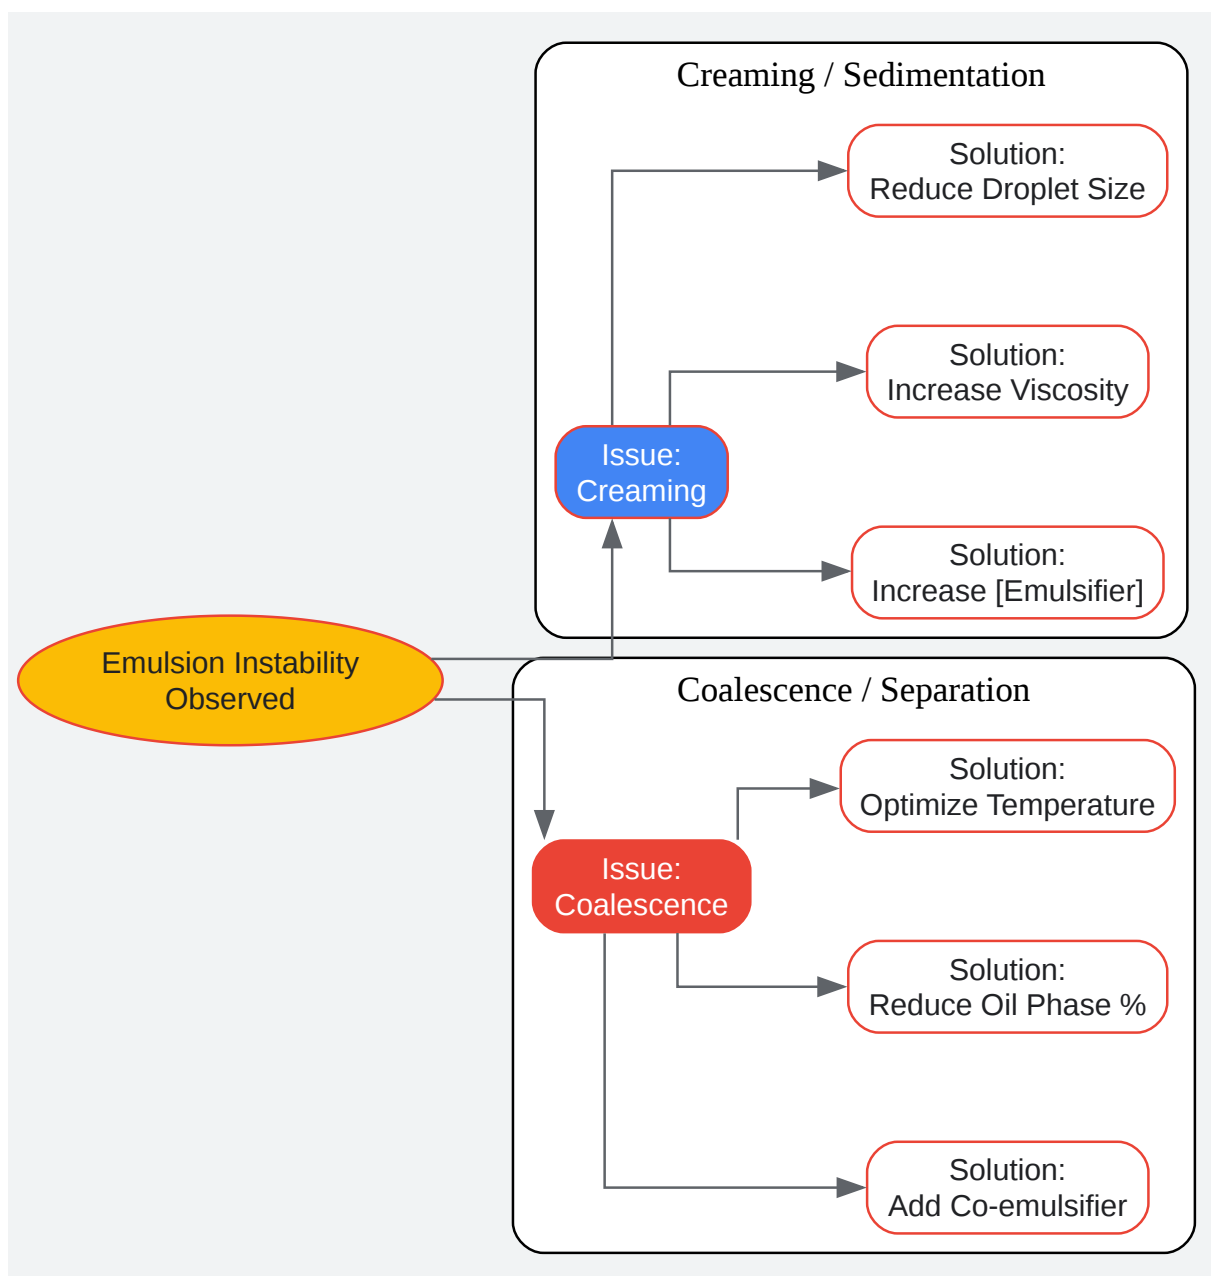 Creaming / Sedimentation
Solution:
Reduce Droplet Size
Solution:
Increase Viscosity
Issue:
Creaming
Solution:
Increase [Emulsifier]
Emulsion Instability
Observed
Coalescence / Separation
Solution:
Optimize Temperature
Issue:
Coalescence
Solution:
Reduce Oil Phase %
Solution:
Add Co-emulsifier